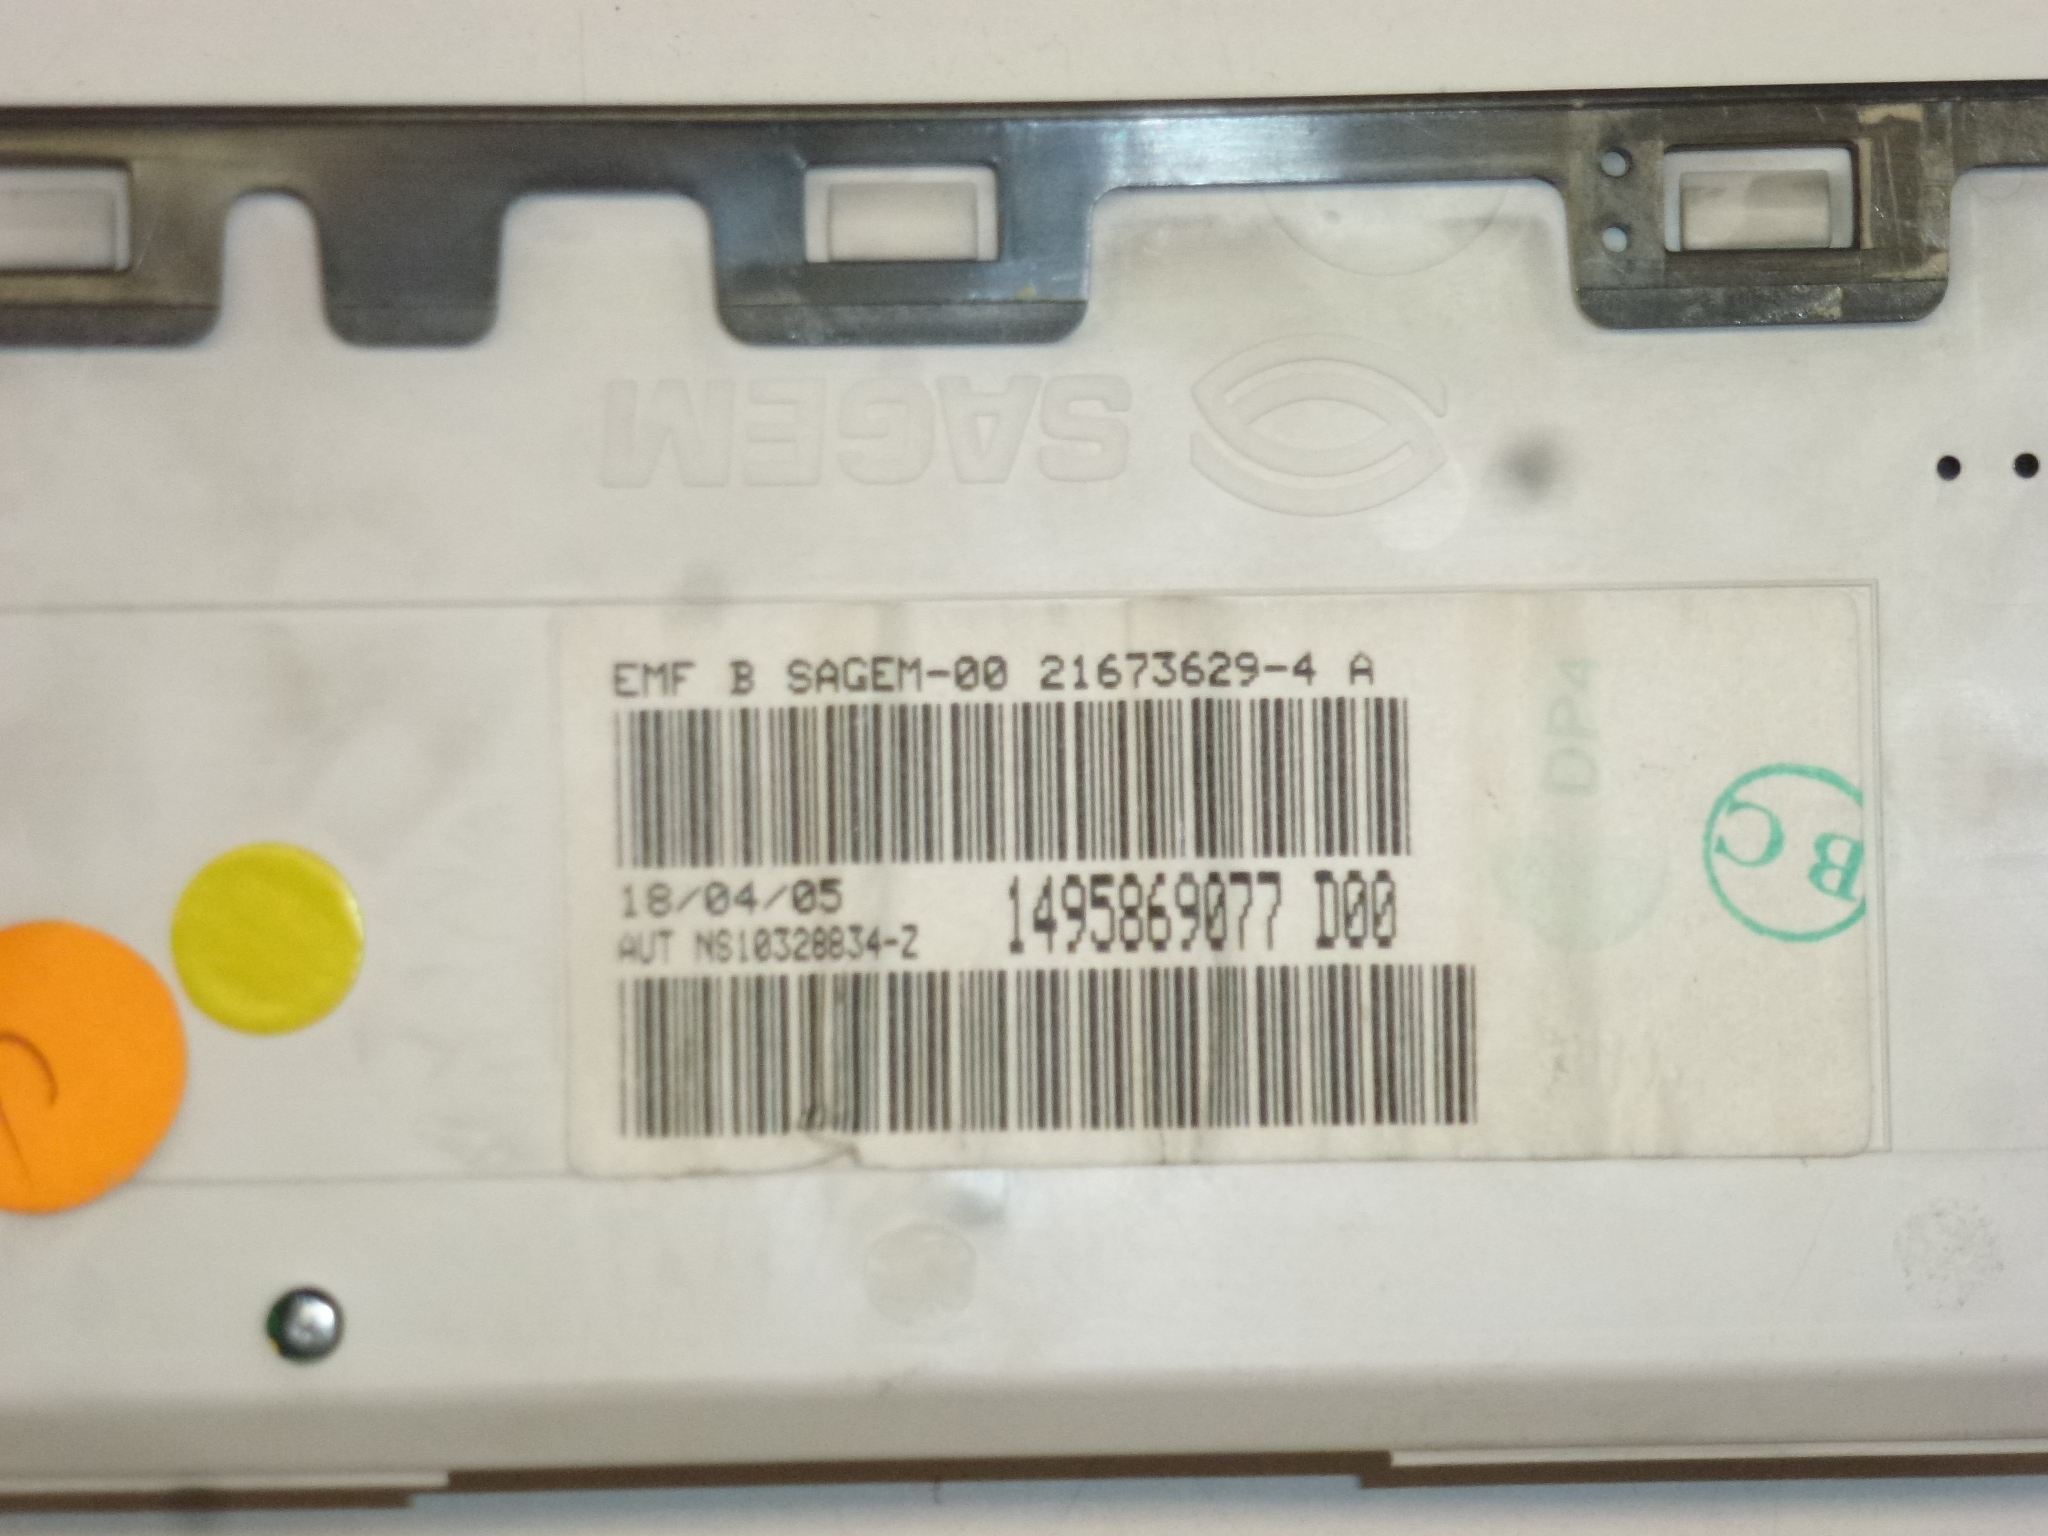 SAGEM
EMF B SAGEM-00 21673629-4 A
DP4
BC
18/04/05
1495869077 D00
AUT NS10328834-Z